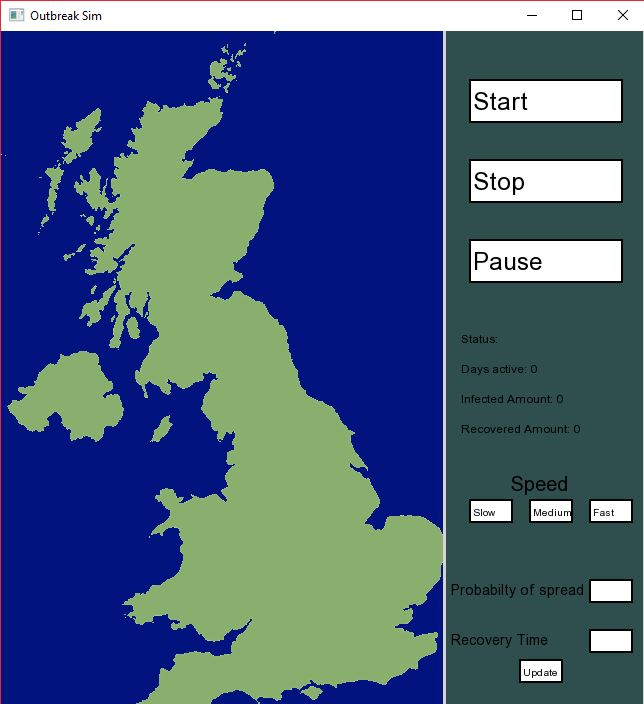 Outbreak Sim
Start
Stop
Pause
Status:
Days active: 0
Infected Amount: 0
Recovered Amount: 0
Speed
Slow Medium Fast
Probabilty of spread
Recovery Time
Update